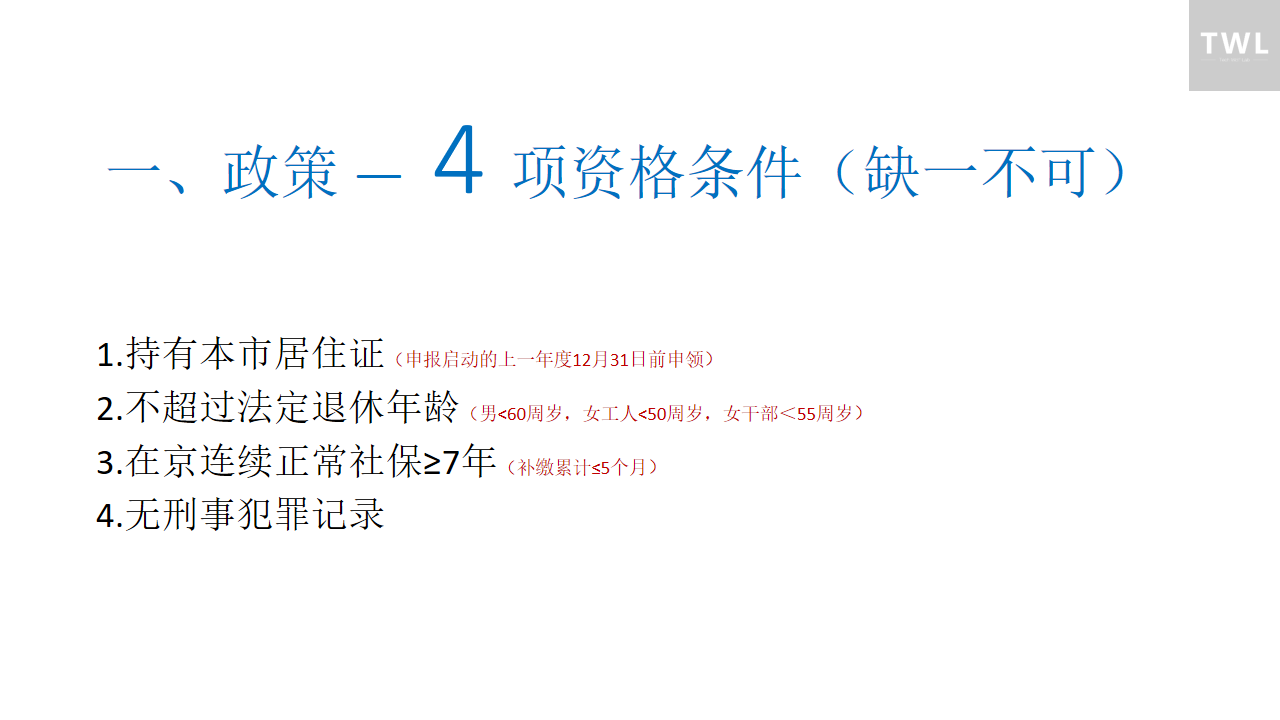 TWL
一、政策 — 4 项资格条件（缺一不可）
1.持有本市居住证（申报启动的上一年度12月31日前申领）
2.不超过法定退休年龄（男<60周岁，女工人<50周岁，女干部＜55周岁）
3.在京连续正常社保≥7年（补缴累计≤5个月）
4.无刑事犯罪记录